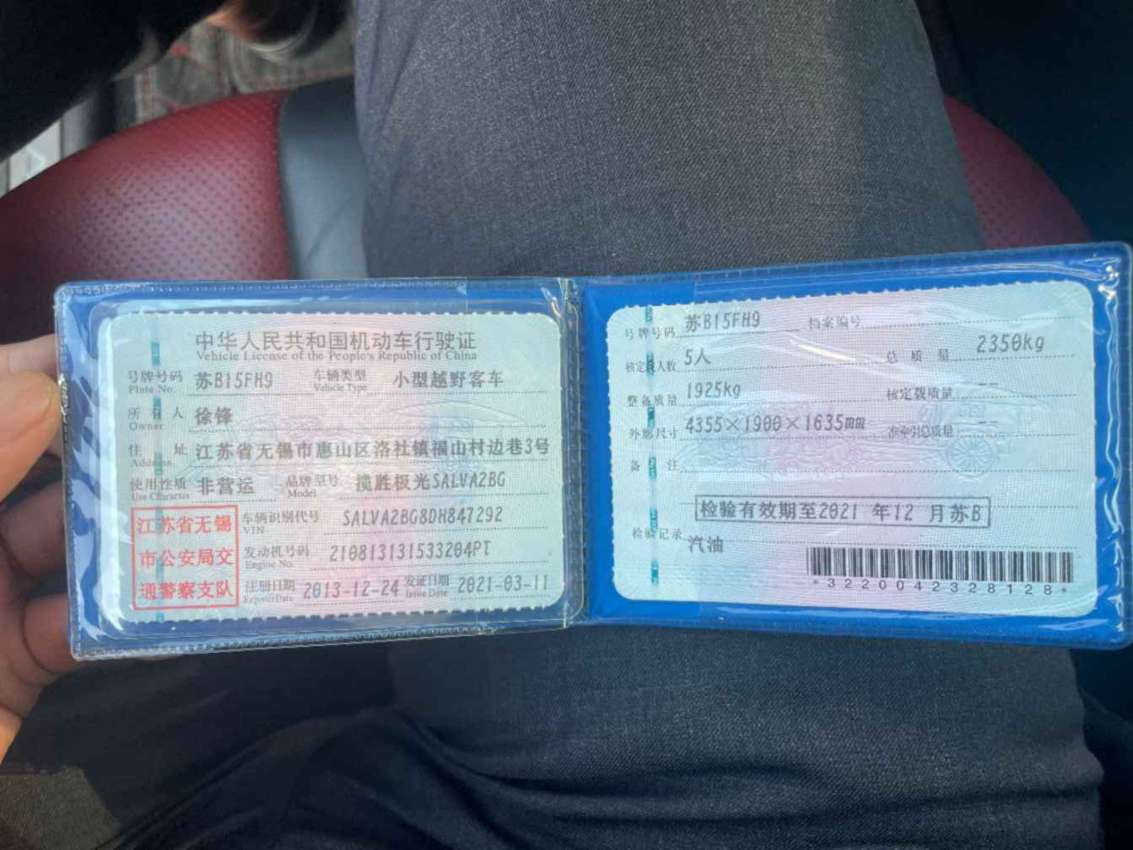 中华人民共和国机动车行驶证
Vehicle License of the People's Republic of China
号牌号码 苏B15FH9 车辆类型 小型越野客车
Plate No. Vehicle Type
所有人 徐锋
Owner
住址 江苏省无锡市惠山区洛社镇福山村边巷3号
Address
使用性质 非营运 品牌型号 揽胜极光SALVA2BG
Use Character Model
江苏省无锡
市公安局交
通警察支队
车辆识别代号 SALVA2BG8DH847292
VIN
发动机号码 210813131533204PT
Engine No.
注册日期 2013-12-24 发证日期 2021-03-11
Register Date Issue Date
号牌号码 苏B15FH9 档案编号
核定载人数 5人 总质量 2350kg
整备质量 1925kg 核定载质量 --
外廓尺寸 4355×1900×1635mm 准牵引总质量 --
备注
检验有效期至2021 年12 月苏B
检验记录
汽油
*3220042328128*